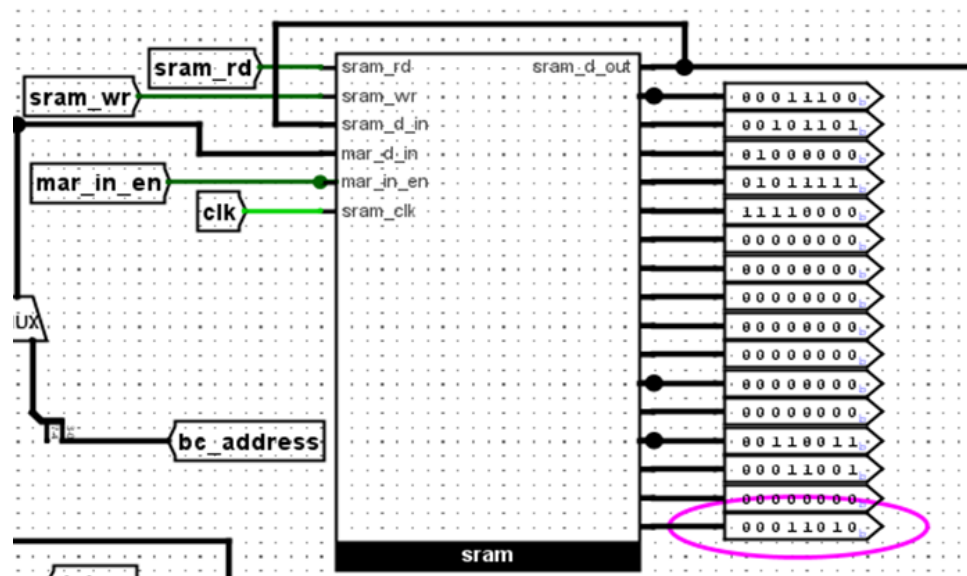 sram_rd
sram_wr
mar_in_en
clk
UX
bc_address
sram_rd
sram_wr
sram_d_in
mar_d_in
mar_in_en
sram_clk
sram_d_out
sram
00011100
00101101
01000000
01011111
11110000
00000000
00000000
00000000
00000000
00000000
00000000
00000000
00110011
00011001
00000000
00011010